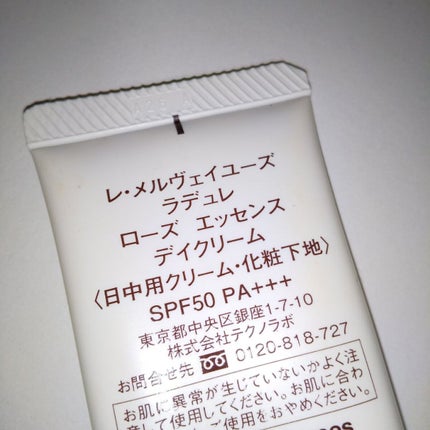 レ・メルヴェイユーズ
ラデュレ
ローズ エッセンス
デイクリーム
〈日中用クリーム・化粧下地〉
SPF50 PA+++
東京都中央区銀座1-7-10
株式会社テクノラボ
お問合せ先 0120-818-727
お肌に異常が生じていないかよく注
意して使用してください。お肌に合わ
ご使用をおやめください。